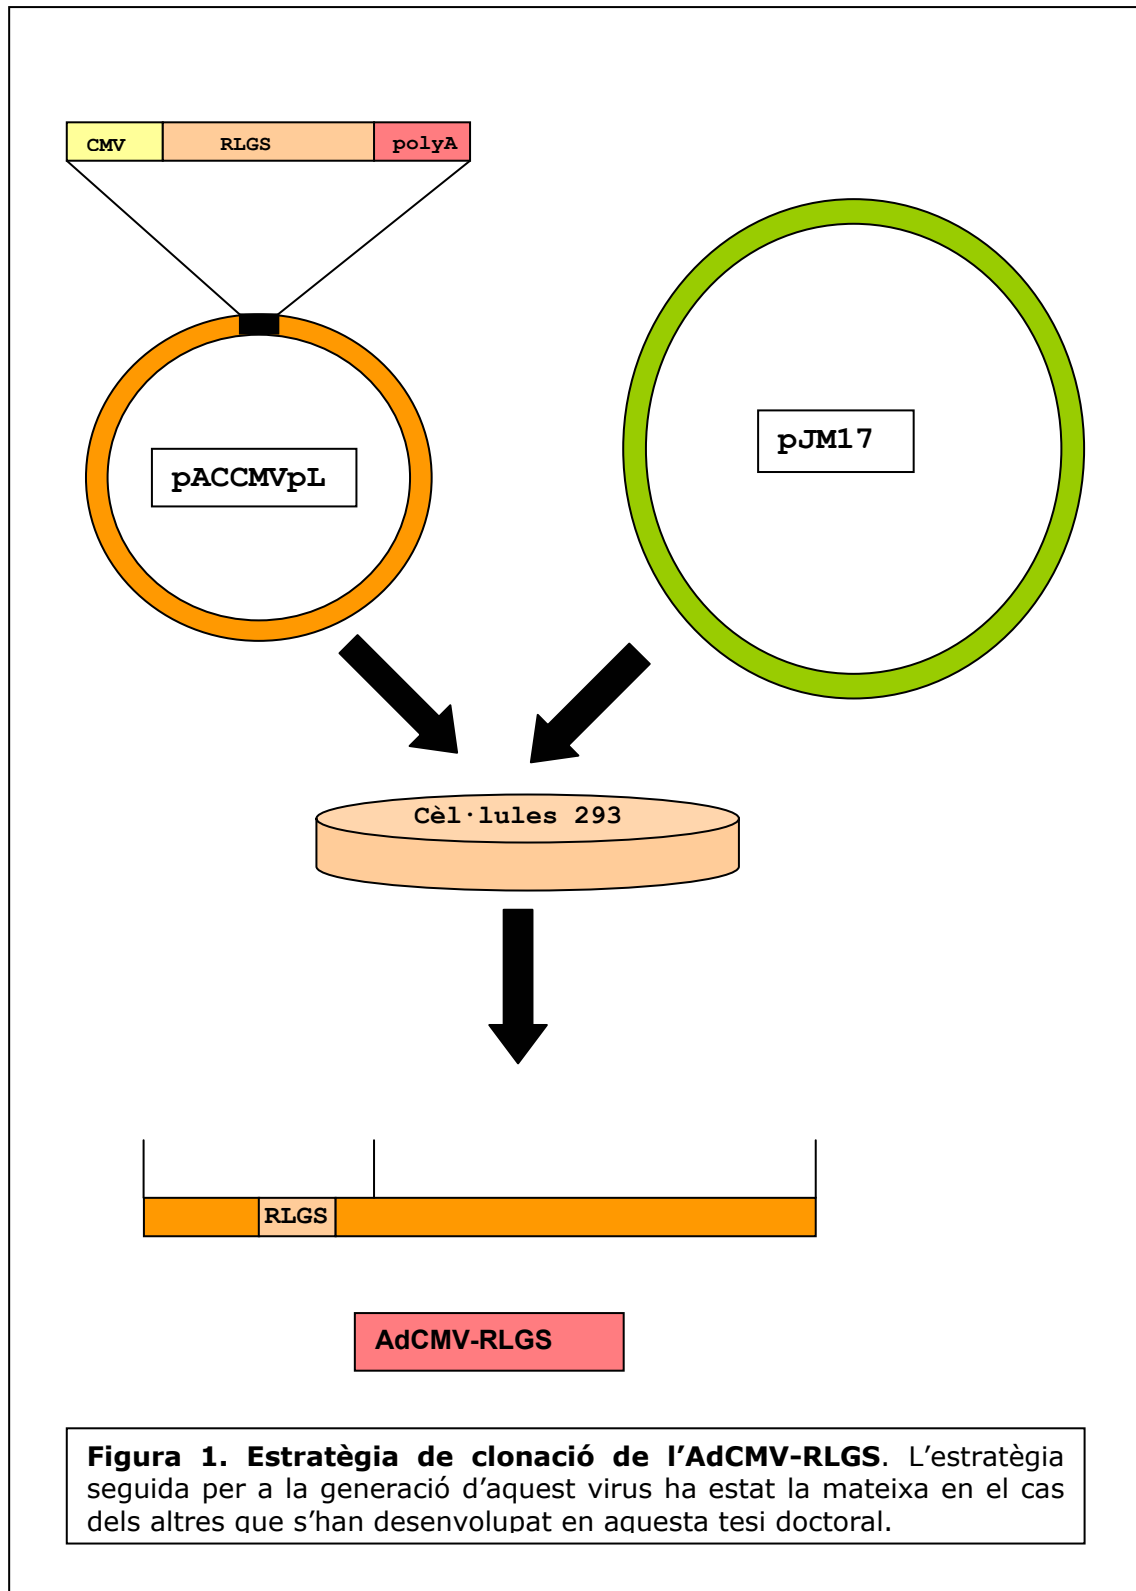 CMV RLGS polyA
pACCMVpL
pJM17
Cèl·lules 293
RLGS
AdCMV-RLGS
Figura 1. Estratègia de clonació de l'AdCMV-RLGS. L'estratègia
seguida per a la generació d'aquest virus ha estat la mateixa en el cas
dels altres que s'han desenvolupat en aquesta tesi doctoral.